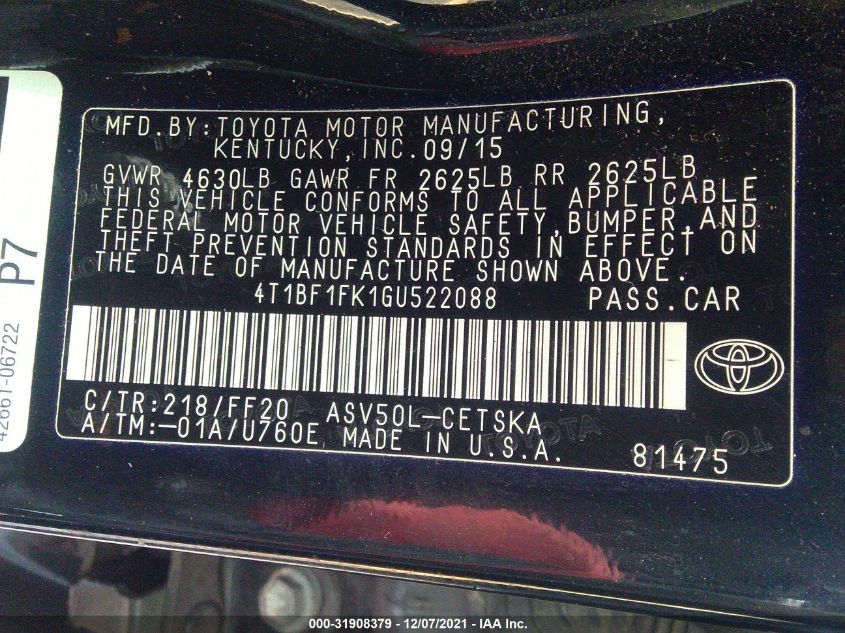 MFD.BY:TOYOTA MOTOR MANUFACTURING,
KENTUCKY,INC.09/15
GVWR 4630LB GAWR FR 2625LB RR 2625LB
THIS VEHICLE CONFORMS TO ALL APPLICABLE
FEDERAL MOTOR VEHICLE SAFETY,BUMPER,AND
THEFT PREVENTION STANDARDS IN EFFECT ON
THE DATE OF MANUFACTURE SHOWN ABOVE.
4T1BF1FK1GU522088 PASS.CAR
C/TR:218/FF20 ASV50L-CETSKA
A/TM:-01A/U760E, MADE IN U.S.A. 81475
P7
42661-06722
000-31908379 - 12/07/2021 - IAA Inc.